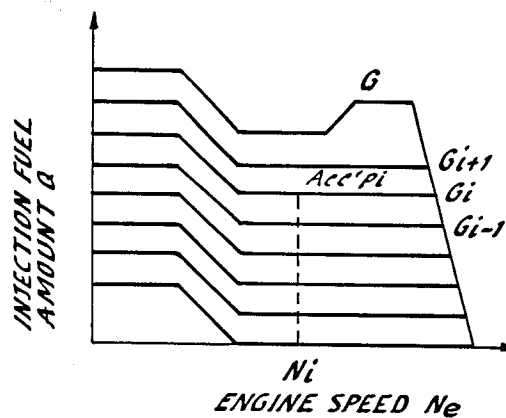 G
Gi+1
Acc'Pi
Gi
Gi-1
INJECTION FUEL
AMOUNT Q
Ni
ENGINE SPEED Ne